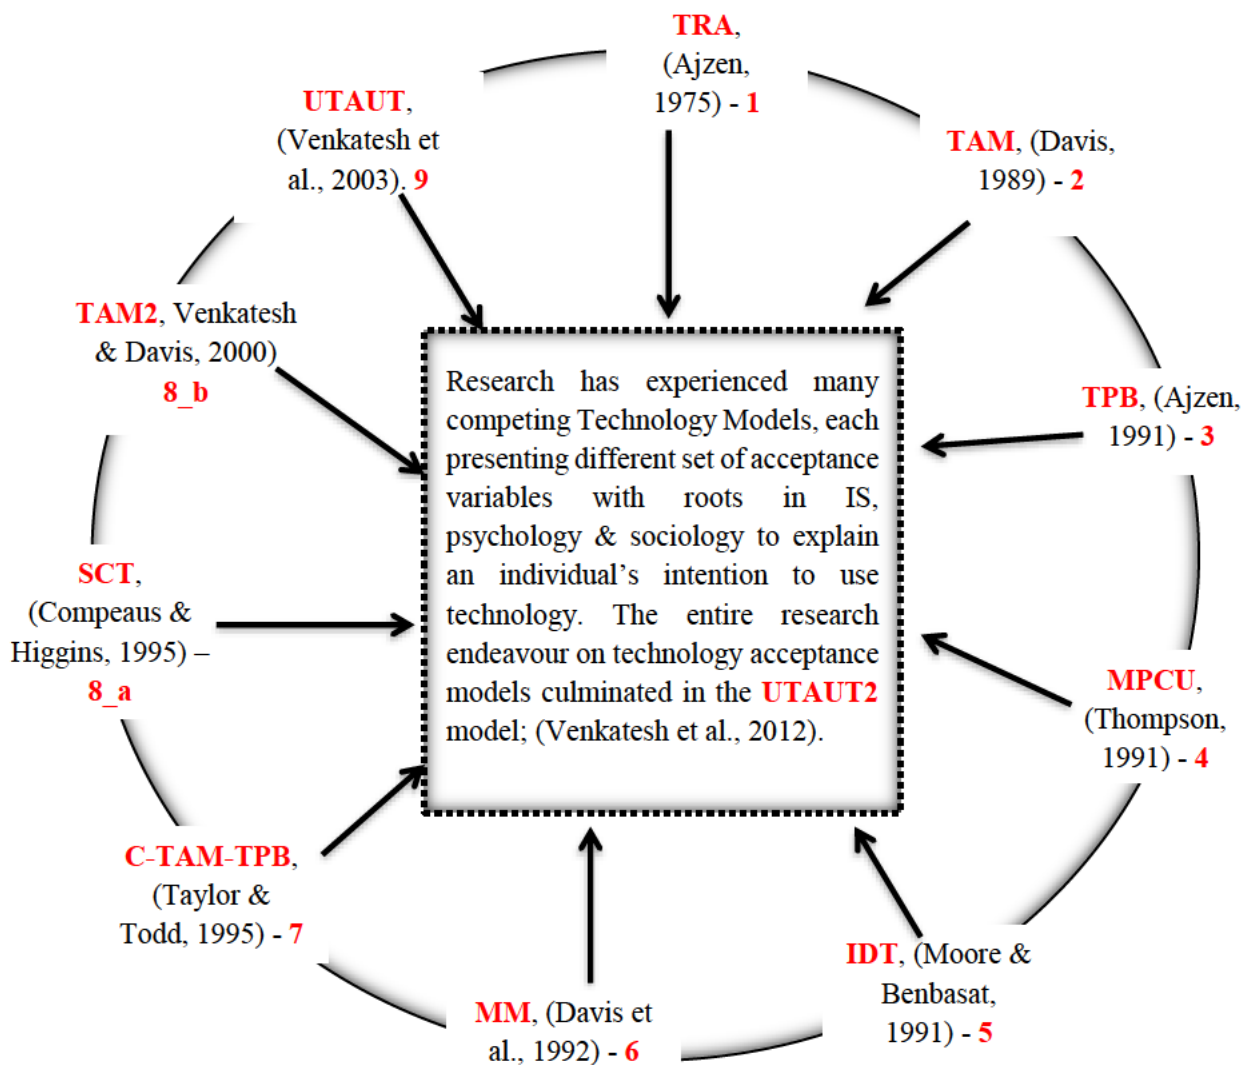 TRA,
(Ajzen,
1975) - 1
TAM, (Davis,
1989) - 2
TPB, (Ajzen,
1991) - 3
MPCU,
(Thompson,
1991) - 4
IDT, (Moore &
Benbasat,
1991) - 5
MM, (Davis et
al., 1992) - 6
C-TAM-TPB,
(Taylor &
Todd, 1995) - 7
SCT,
(Compeaus &
Higgins, 1995) –
8_a
TAM2, Venkatesh
& Davis, 2000)
8_b
UTAUT,
(Venkatesh et
al., 2003). 9
Research has experienced many
competing Technology Models, each
presenting different set of acceptance
variables with roots in IS,
psychology & sociology to explain
an individual’s intention to use
technology. The entire research
endeavour on technology acceptance
models culminated in the UTAUT2
model; (Venkatesh et al., 2012).